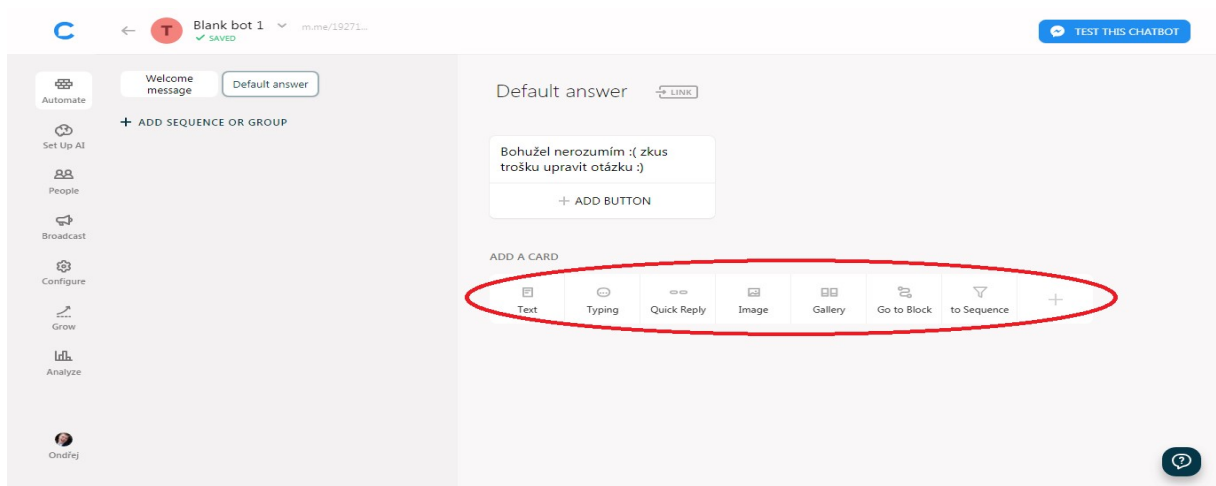 C
T
Blank bot 1
m.me/19271...
SAVED
TEST THIS CHATBOT
Automate
Set Up AI
People
Broadcast
Configure
Grow
Analyze
Ondřej
Welcome
message
Default answer
+ ADD SEQUENCE OR GROUP
Default answer
LINK
Bohužel nerozumím :( zkus
trošku upravit otázku :)
+ ADD BUTTON
ADD A CARD
Text Typing Quick Reply Image Gallery Go to Block to Sequence +
?